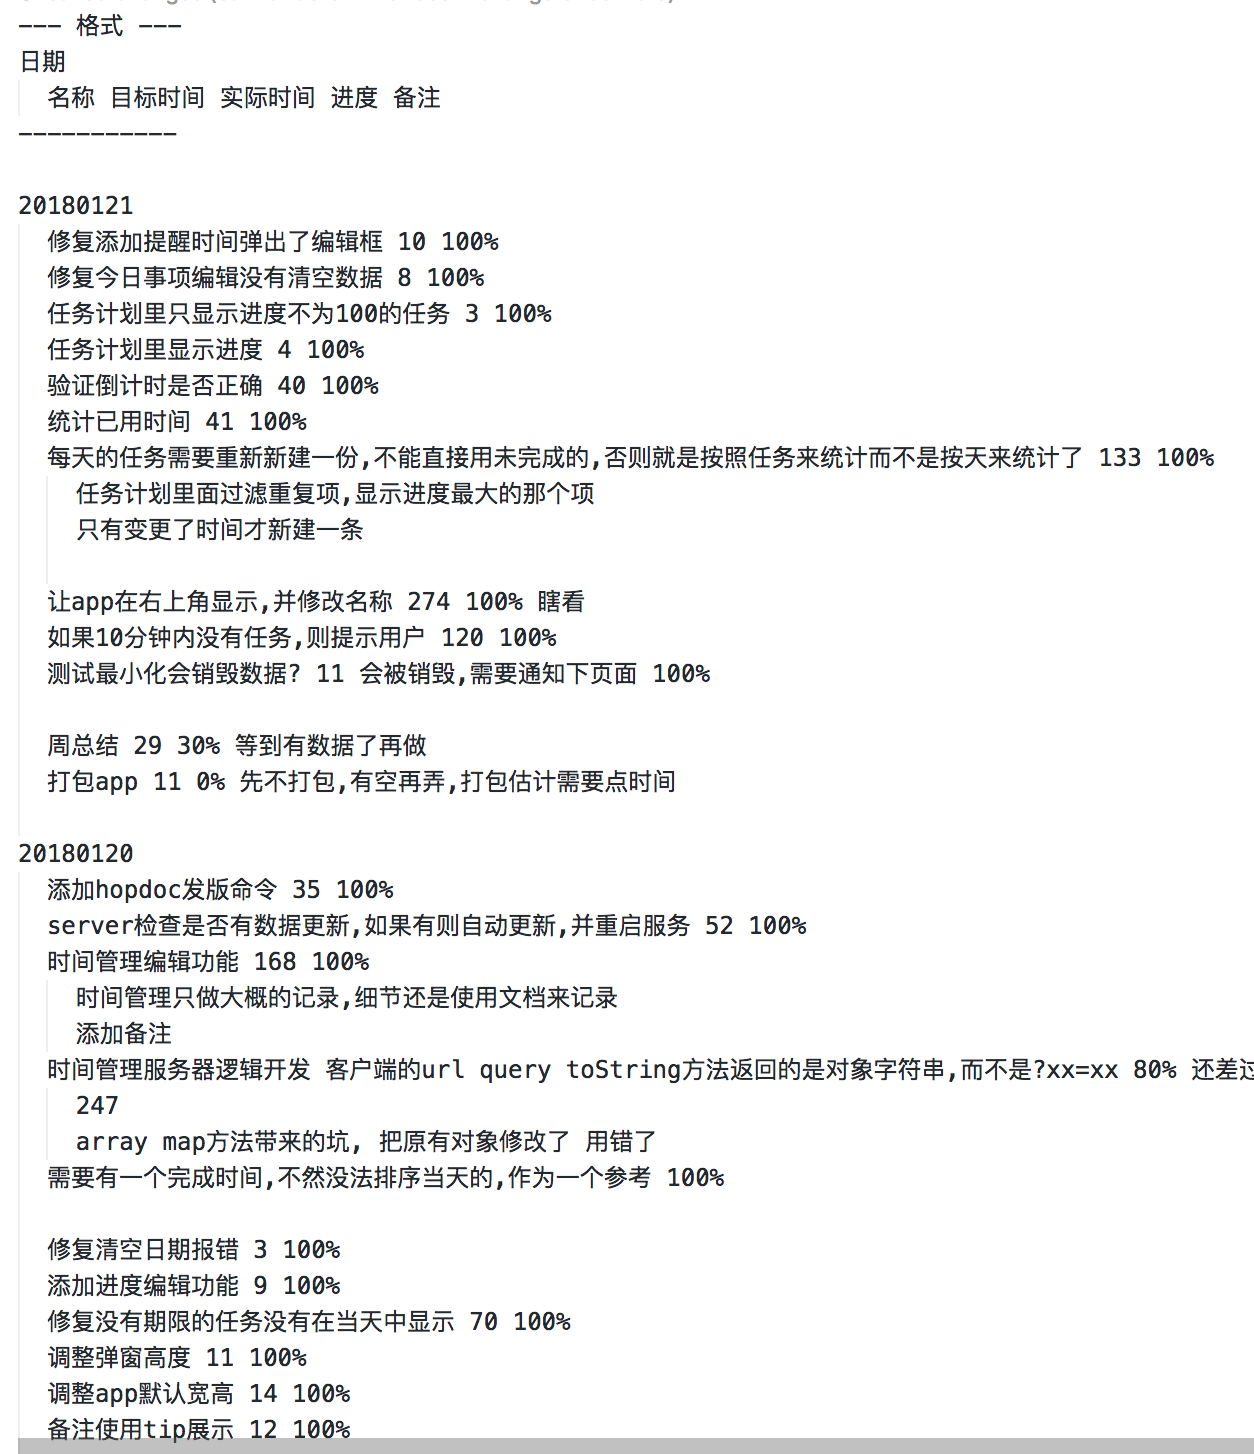 --- 格式 ---
日期
名称 目标时间 实际时间 进度 备注
-----------
20180121
修复添加提醒时间弹出了编辑框 10 100%
修复今日事项编辑没有清空数据 8 100%
任务计划里只显示进度不为100的任务 3 100%
任务计划里显示进度 4 100%
验证倒计时是否正确 40 100%
统计已用时间 41 100%
每天的任务需要重新新建一份,不能直接用未完成的,否则就是按照任务来统计而不是按天来统计了 133 100%
任务计划里面过滤重复项,显示进度最大的那个项
只有变更了时间才新建一条
让app在右上角显示,并修改名称 274 100% 瞎看
如果10分钟内没有任务,则提示用户 120 100%
测试最小化会销毁数据? 11 会被销毁,需要通知下页面 100%
周总结 29 30% 等到有数据了再做
打包app 11 0% 先不打包,有空再弄,打包估计需要点时间
20180120
添加hopdoc发版命令 35 100%
server检查是否有数据更新,如果有则自动更新,并重启服务 52 100%
时间管理编辑功能 168 100%
时间管理只做大概的记录,细节还是使用文档来记录
添加备注
时间管理服务器逻辑开发 客户端的url query toString方法返回的是对象字符串,而不是?xx=xx 80% 还差过
247
array map方法带来的坑, 把原有对象修改了 用错了
需要有一个完成时间,不然没法排序当天的,作为一个参考 100%
修复清空日期报错 3 100%
添加进度编辑功能 9 100%
修复没有期限的任务没有在当天中显示 70 100%
调整弹窗高度 11 100%
调整app默认宽高 14 100%
备注使用tip展示 12 100%